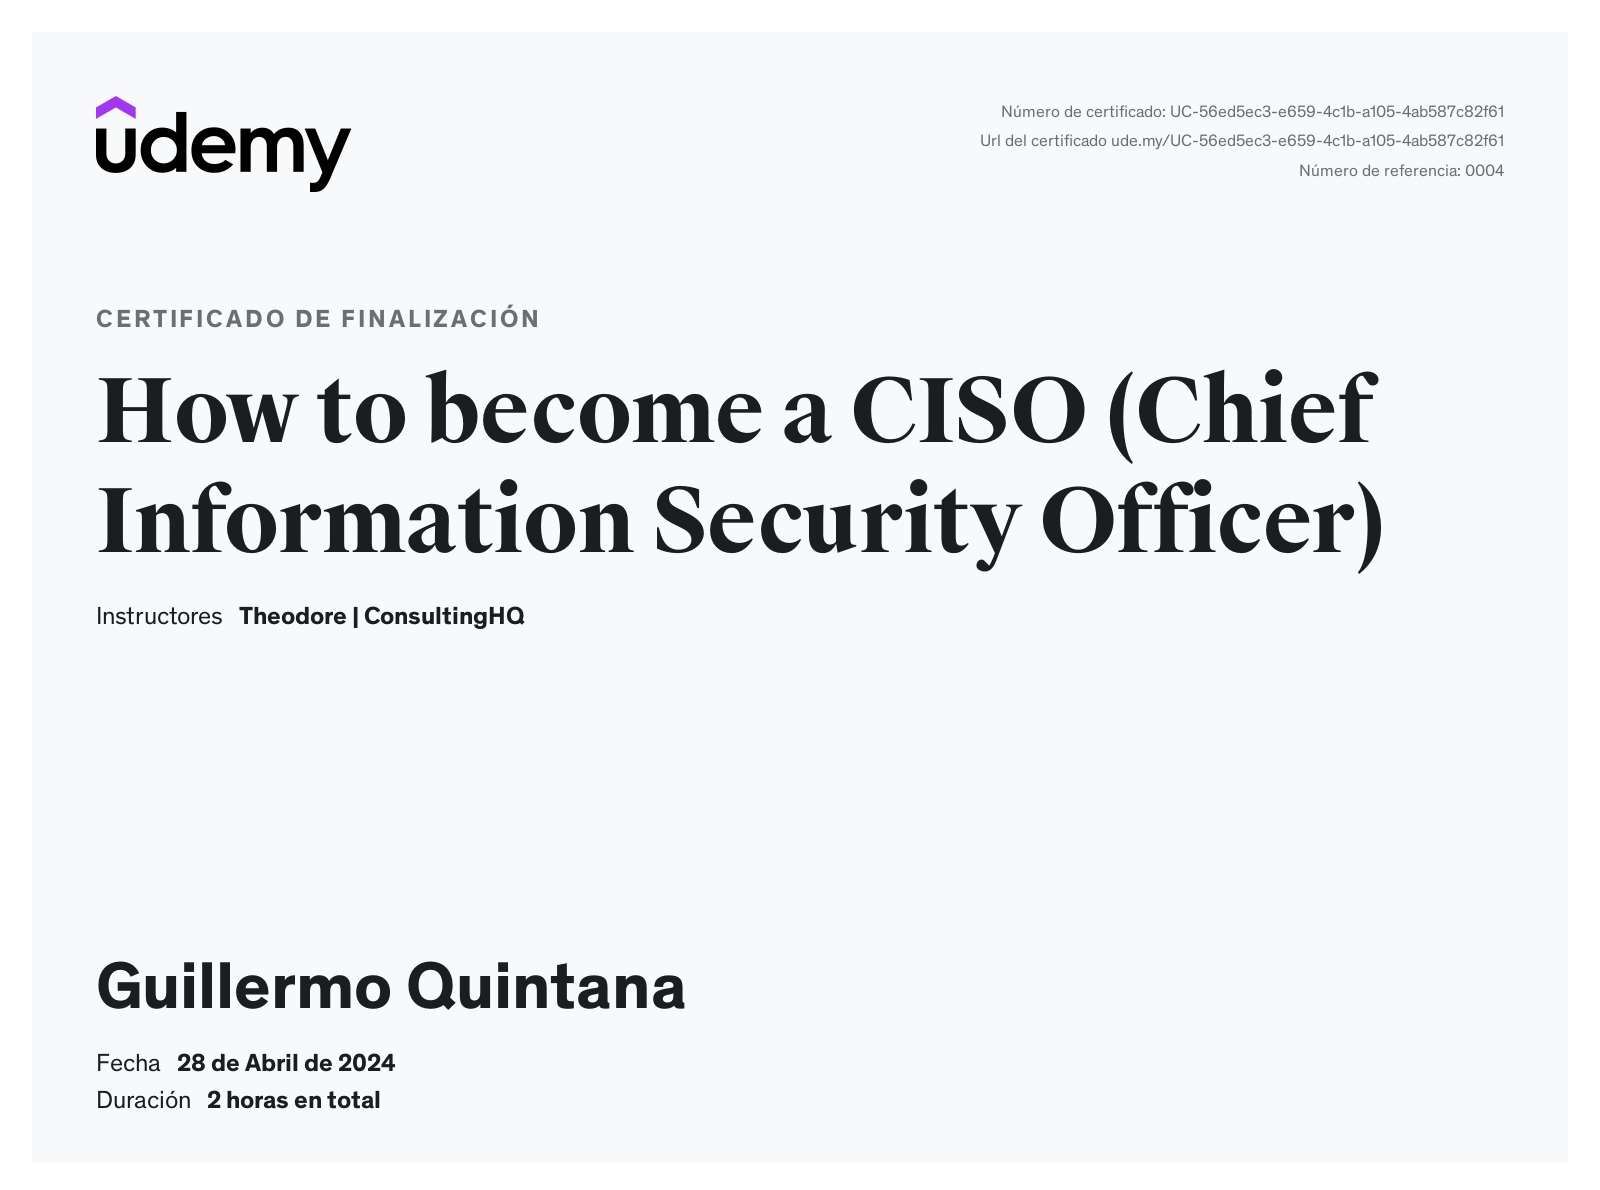 udemy
Número de certificado: UC-56ed5ec3-e659-4c1b-a105-4ab587c82f61
Url del certificado ude.my/UC-56ed5ec3-e659-4c1b-a105-4ab587c82f61
Número de referencia: 0004
CERTIFICADO DE FINALIZACIÓN
How to become a CISO (Chief
Information Security Officer)
Instructores Theodore | ConsultingHQ
Guillermo Quintana
Fecha 28 de Abril de 2024
Duración 2 horas en total